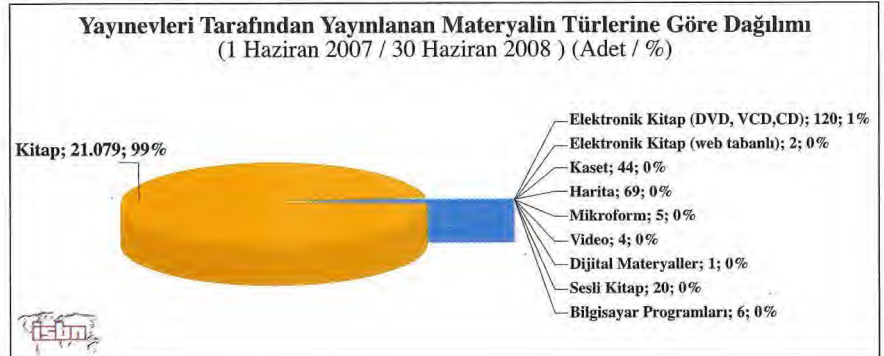 Yayınevleri Tarafından Yayınlanan Materyalin Türlerine Göre Dağılımı
(1 Haziran 2007 / 30 Haziran 2008 ) (Adet / %)
Kitap; 21.079; 99%
Elektronik Kitap (DVD, VCD,CD); 120; 1%
Elektronik Kitap (web tabanlı); 2; 0%
Kaset; 44; 0%
Harita; 69; 0%
Mikroform; 5; 0%
Video; 4; 0%
Dijital Materyaller; 1; 0%
Sesli Kitap; 20; 0%
Bilgisayar Programları; 6; 0%
isbn